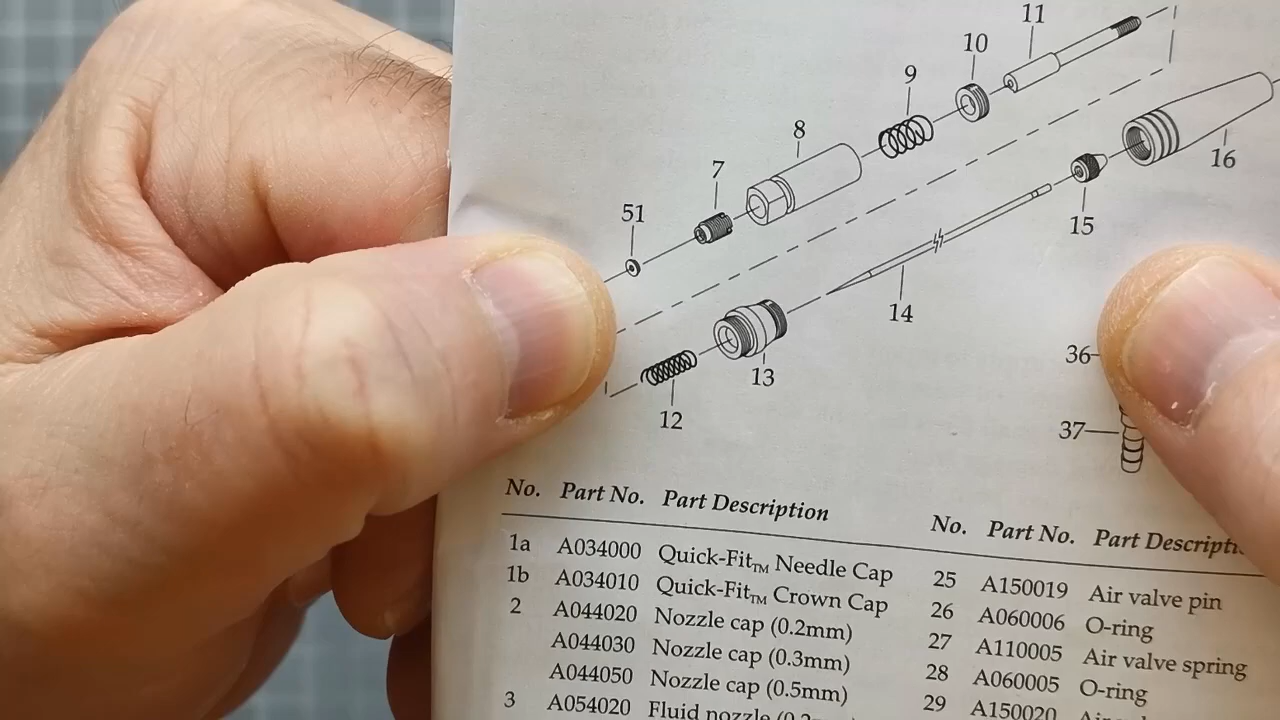 11
10
9
8
7
51
16
15
14
13
12
36
37
No. Part No. Part Description
1a A034000 Quick-Fit™ Needle Cap
1b A034010 Quick-Fit™ Crown Cap
2 A044020 Nozzle cap (0.2mm)
A044030 Nozzle cap (0.3mm)
A044050 Nozzle cap (0.5mm)
3 A054020 Fluid nozzle
No. Part No. Part
25 A150019 Air valve pin
26 A060006 O-ring
27 A110005 Air valve spring
28 A060005 O-ring
29 A150020